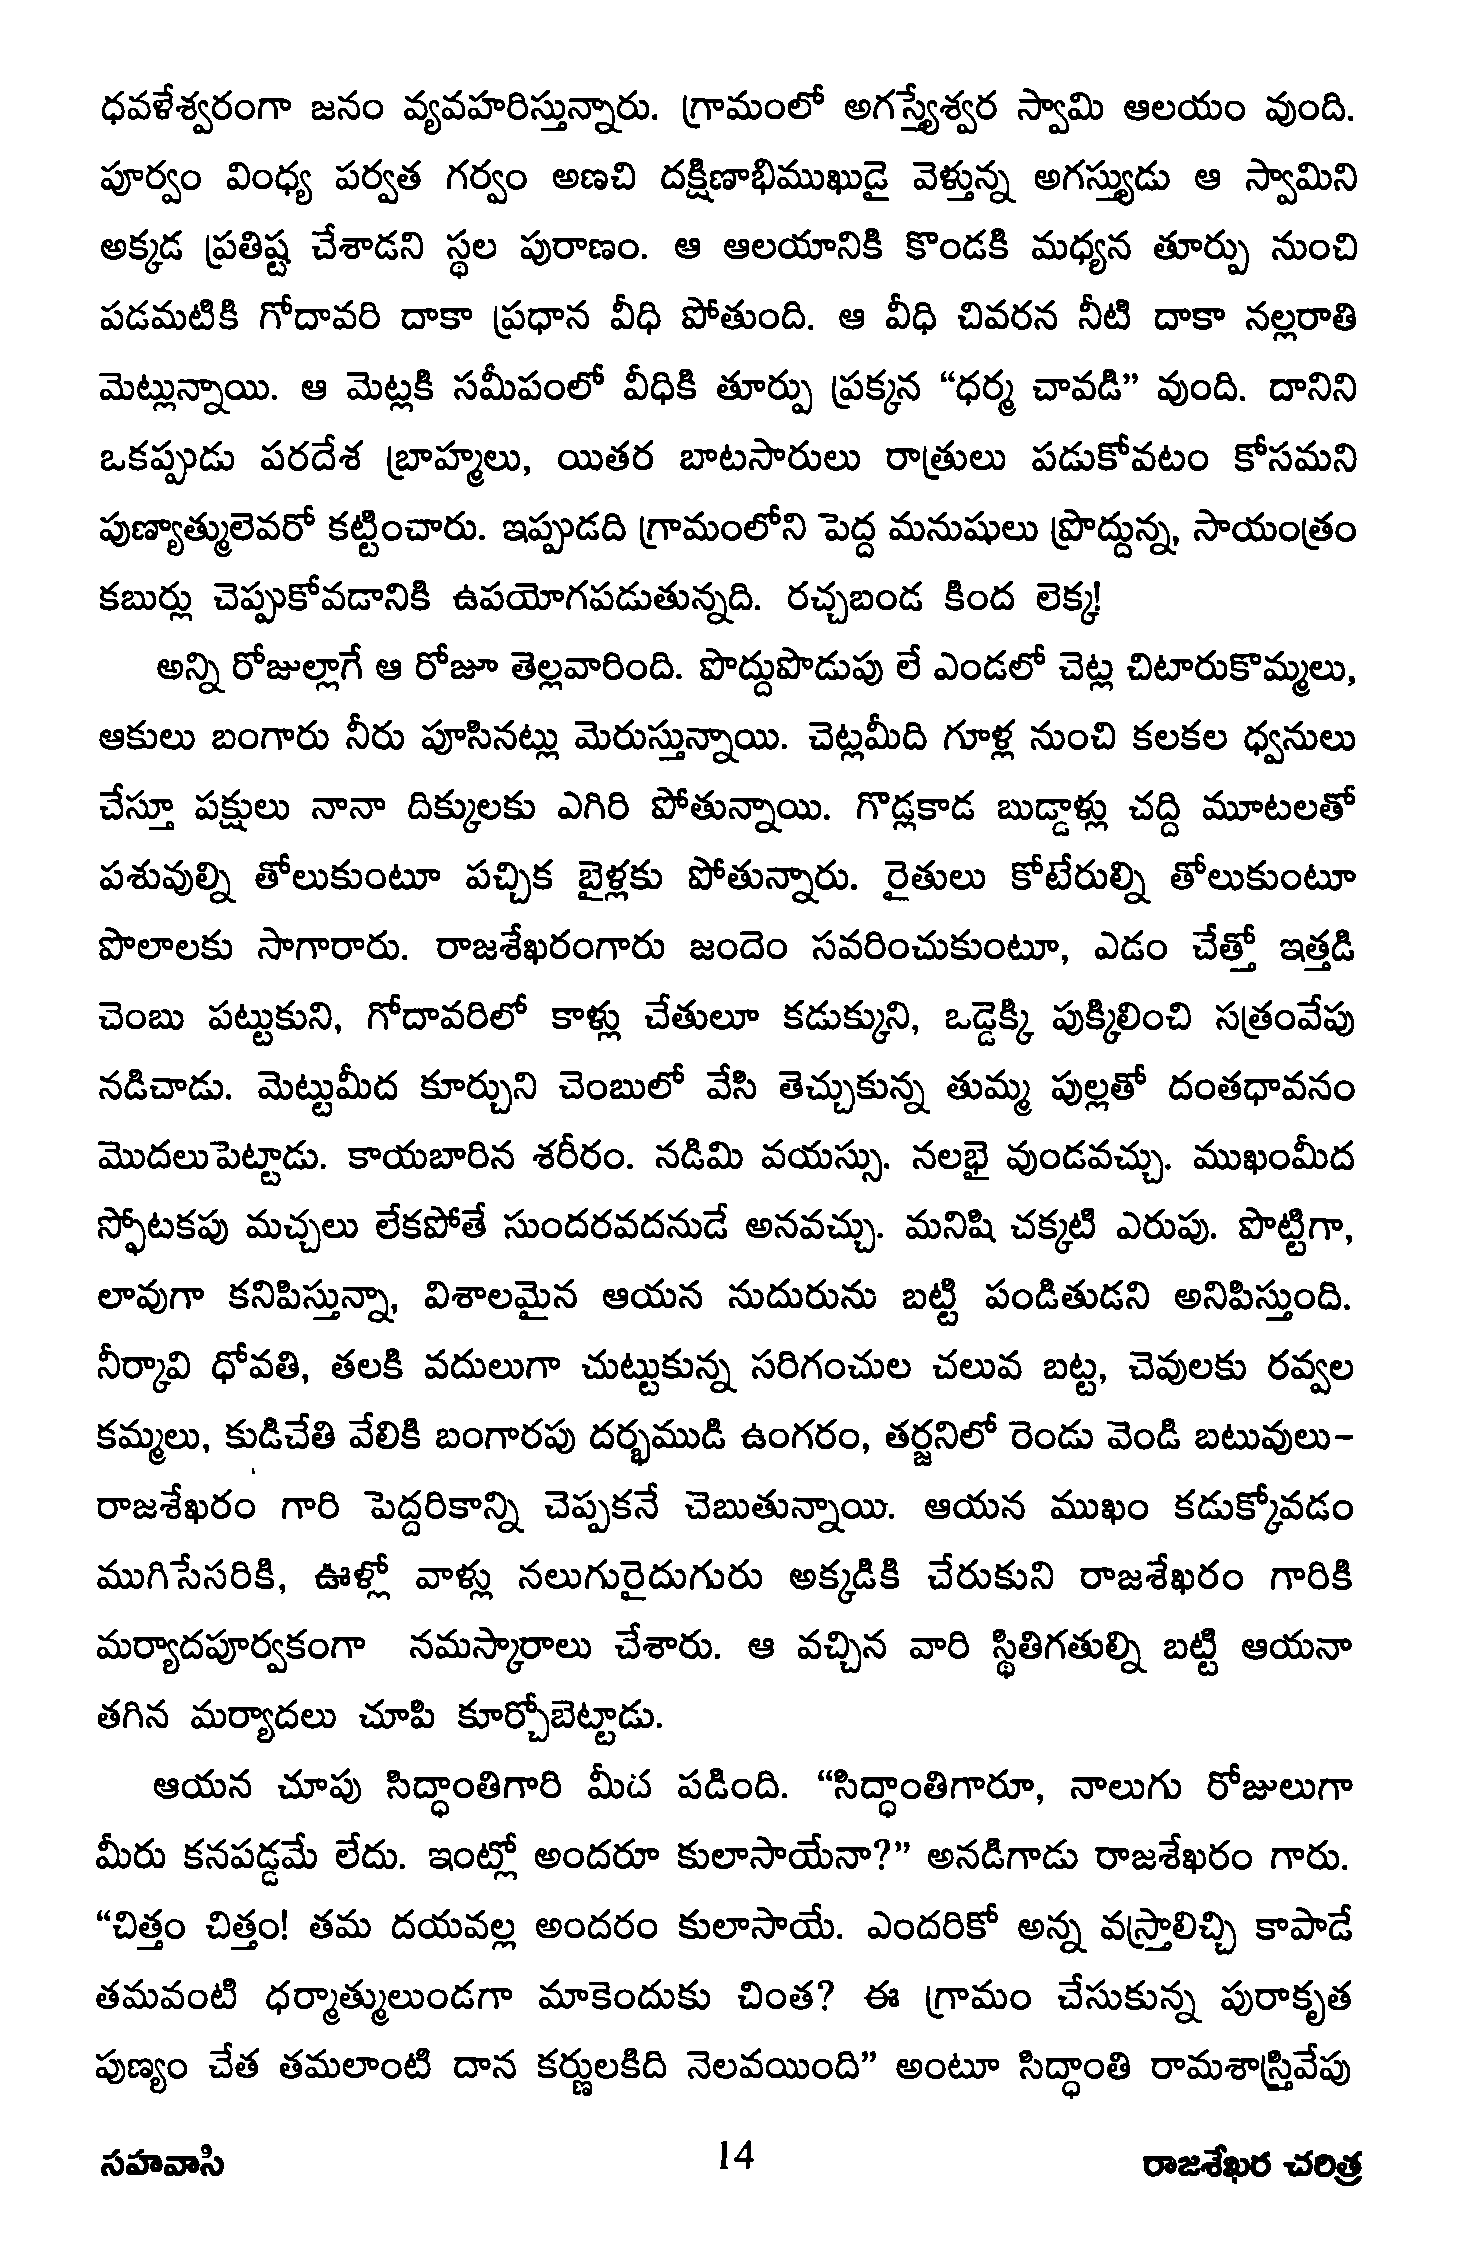 ధవళేశ్వరంగా జనం వ్యవహరిస్తున్నారు. గ్రామంలో అగస్త్యేశ్వర స్వామి ఆలయం వుంది.
పూర్వం వింధ్య పర్వత గర్వం అణచి దక్షిణాభిముఖుడై వెళ్తున్న అగస్త్యుడు ఆ స్వామిని
అక్కడ ప్రతిష్ట చేశాడని స్థల పురాణం. ఆ ఆలయానికి కొండకి మధ్యన తూర్పు నుంచి
పడమటికి గోదావరి దాకా ప్రధాన వీధి పోతుంది. ఆ వీధి చివరన నీటి దాకా నల్లరాతి
మెట్లున్నాయి. ఆ మెట్లకి సమీపంలో వీధికి తూర్పు ప్రక్కన “ధర్మ చావడి” వుంది. దానిని
ఒకప్పుడు పరదేశ బ్రాహ్మలు, యితర బాటసారులు రాత్రులు పడుకోవటం కోసమని
పుణ్యాత్ములెవరో కట్టించారు. ఇప్పుడది గ్రామంలోని పెద్ద మనుషులు ప్రొద్దున్న, సాయంత్రం
కబుర్లు చెప్పుకోవడానికి ఉపయోగపడుతున్నది. రచ్చబండ కింద లెక్క!
అన్ని రోజుల్లాగే ఆ రోజూ తెల్లవారింది. పొద్దుపొడుపు లే ఎండలో చెట్ల చిటారుకొమ్మలు,
ఆకులు బంగారు నీరు పూసినట్లు మెరుస్తున్నాయి. చెట్లమీది గూళ్ల నుంచి కలకల ధ్వనులు
చేస్తూ పక్షులు నానా దిక్కులకు ఎగిరి పోతున్నాయి. గొడ్లకాడ బుడ్డాళ్లు చద్ది మూటలతో
పశువుల్ని తోలుకుంటూ పచ్చిక బైళ్లకు పోతున్నారు. రైతులు కోటేరుల్ని తోలుకుంటూ
పొలాలకు సాగారారు. రాజశేఖరంగారు జందెం సవరించుకుంటూ, ఎడం చేత్తో ఇత్తడి
చెంబు పట్టుకుని, గోదావరిలో కాళ్లు చేతులూ కడుక్కుని, ఒడ్డెక్కి పుక్కిలించి సత్రంవేపు
నడిచాడు. మెట్టుమీద కూర్చుని చెంబులో వేసి తెచ్చుకున్న తుమ్మ పుల్లతో దంతధావనం
మొదలుపెట్టాడు. కాయబారిన శరీరం. నడిమి వయస్సు. నలభై వుండవచ్చు. ముఖంమీద
స్ఫోటకపు మచ్చలు లేకపోతే సుందరవదనుడే అనవచ్చు. మనిషి చక్కటి ఎరుపు. పొట్టిగా,
లావుగా కనిపిస్తున్నా, విశాలమైన ఆయన నుదురును బట్టి పండితుడని అనిపిస్తుంది.
నీర్కావి ధోవతి, తలకి వదులుగా చుట్టుకున్న సరిగంచుల చలువ బట్ట, చెవులకు రవ్వల
కమ్మలు, కుడిచేతి వేలికి బంగారపు దర్భముడి ఉంగరం, తర్జనిలో రెండు వెండి బటువులు-
రాజశేఖరం గారి పెద్దరికాన్ని చెప్పకనే చెబుతున్నాయి. ఆయన ముఖం కడుక్కోవడం
ముగిసేసరికి, ఊళ్లో వాళ్లు నలుగురైదుగురు అక్కడికి చేరుకుని రాజశేఖరం గారికి
మర్యాదపూర్వకంగా నమస్కారాలు చేశారు. ఆ వచ్చిన వారి స్థితిగతుల్ని బట్టి ఆయనా
తగిన మర్యాదలు చూపి కూర్చోబెట్టాడు.
ఆయన చూపు సిద్ధాంతిగారి మీద పడింది. “సిద్ధాంతిగారూ, నాలుగు రోజులుగా
మీరు కనపడ్డమే లేదు. ఇంట్లో అందరూ కులాసాయేనా?” అనడిగాడు రాజశేఖరం గారు.
“చిత్తం చిత్తం! తమ దయవల్ల అందరం కులాసాయే. ఎందరికో అన్న వస్త్రాలిచ్చి కాపాడే
తమవంటి ధర్మాత్ములుండగా మాకెందుకు చింత? ఈ గ్రామం చేసుకున్న పురాకృత
పుణ్యం చేత తమలాంటి దాన కర్ణులకిది నెలవయింది” అంటూ సిద్ధాంతి రామశాస్త్రివేపు
సహవాసి 14 రాజశేఖర చరిత్ర